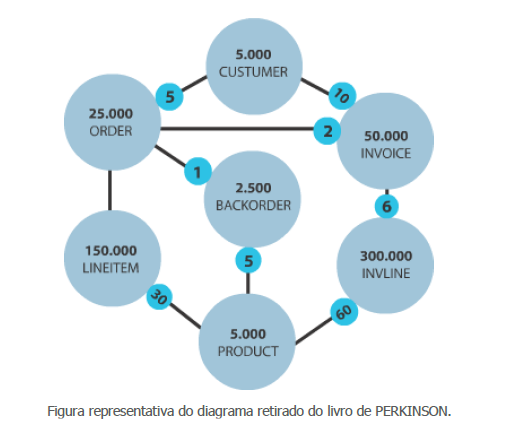 5.000
CUSTUMER
5
10
25.000
ORDER
2
50.000
INVOICE
1
2.500
BACKORDER
6
150.000
LINEITEM
5
300.000
INVLINE
30
60
5.000
PRODUCT
Figura representativa do diagrama retirado do livro de PERKINSON.